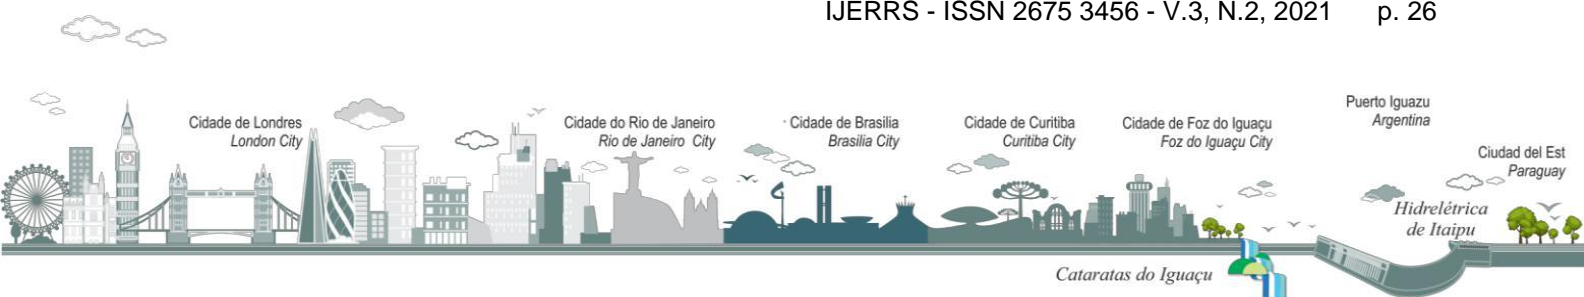 IJERRS - ISSN 2675 3456 - V.3, N.2, 2021 p. 26
Cidade de Londres
London City
Cidade do Rio de Janeiro
Rio de Janeiro City
Cidade de Brasilia
Brasilia City
Cidade de Curitiba
Curitiba City
Cidade de Foz do Iguaçu
Foz do Iguaçu City
Puerto Iguazu
Argentina
Ciudad del Est
Paraguay
Hidrelétrica
de Itaipu
Cataratas do Iguaçu